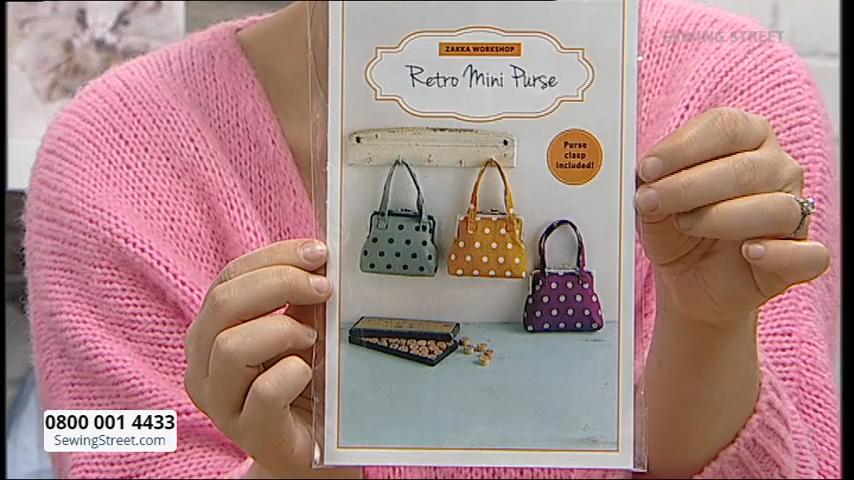 SEWING STREET
ZAKKA WORKSHOP
Retro Mini Purse
Purse
clasp
included!
0800 001 4433
SewingStreet.com